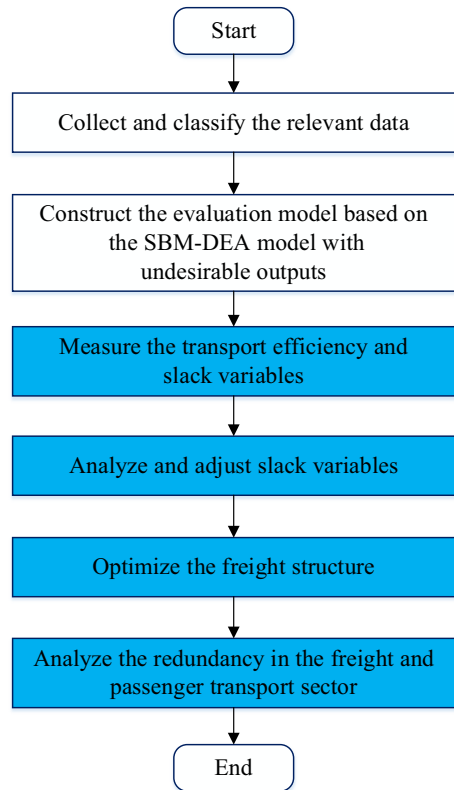 Start
Collect and classify the relevant data
Construct the evaluation model based on
the SBM-DEA model with
undesirable outputs
Measure the transport efficiency and
slack variables
Analyze and adjust slack variables
Optimize the freight structure
Analyze the redundancy in the freight and
passenger transport sector
End